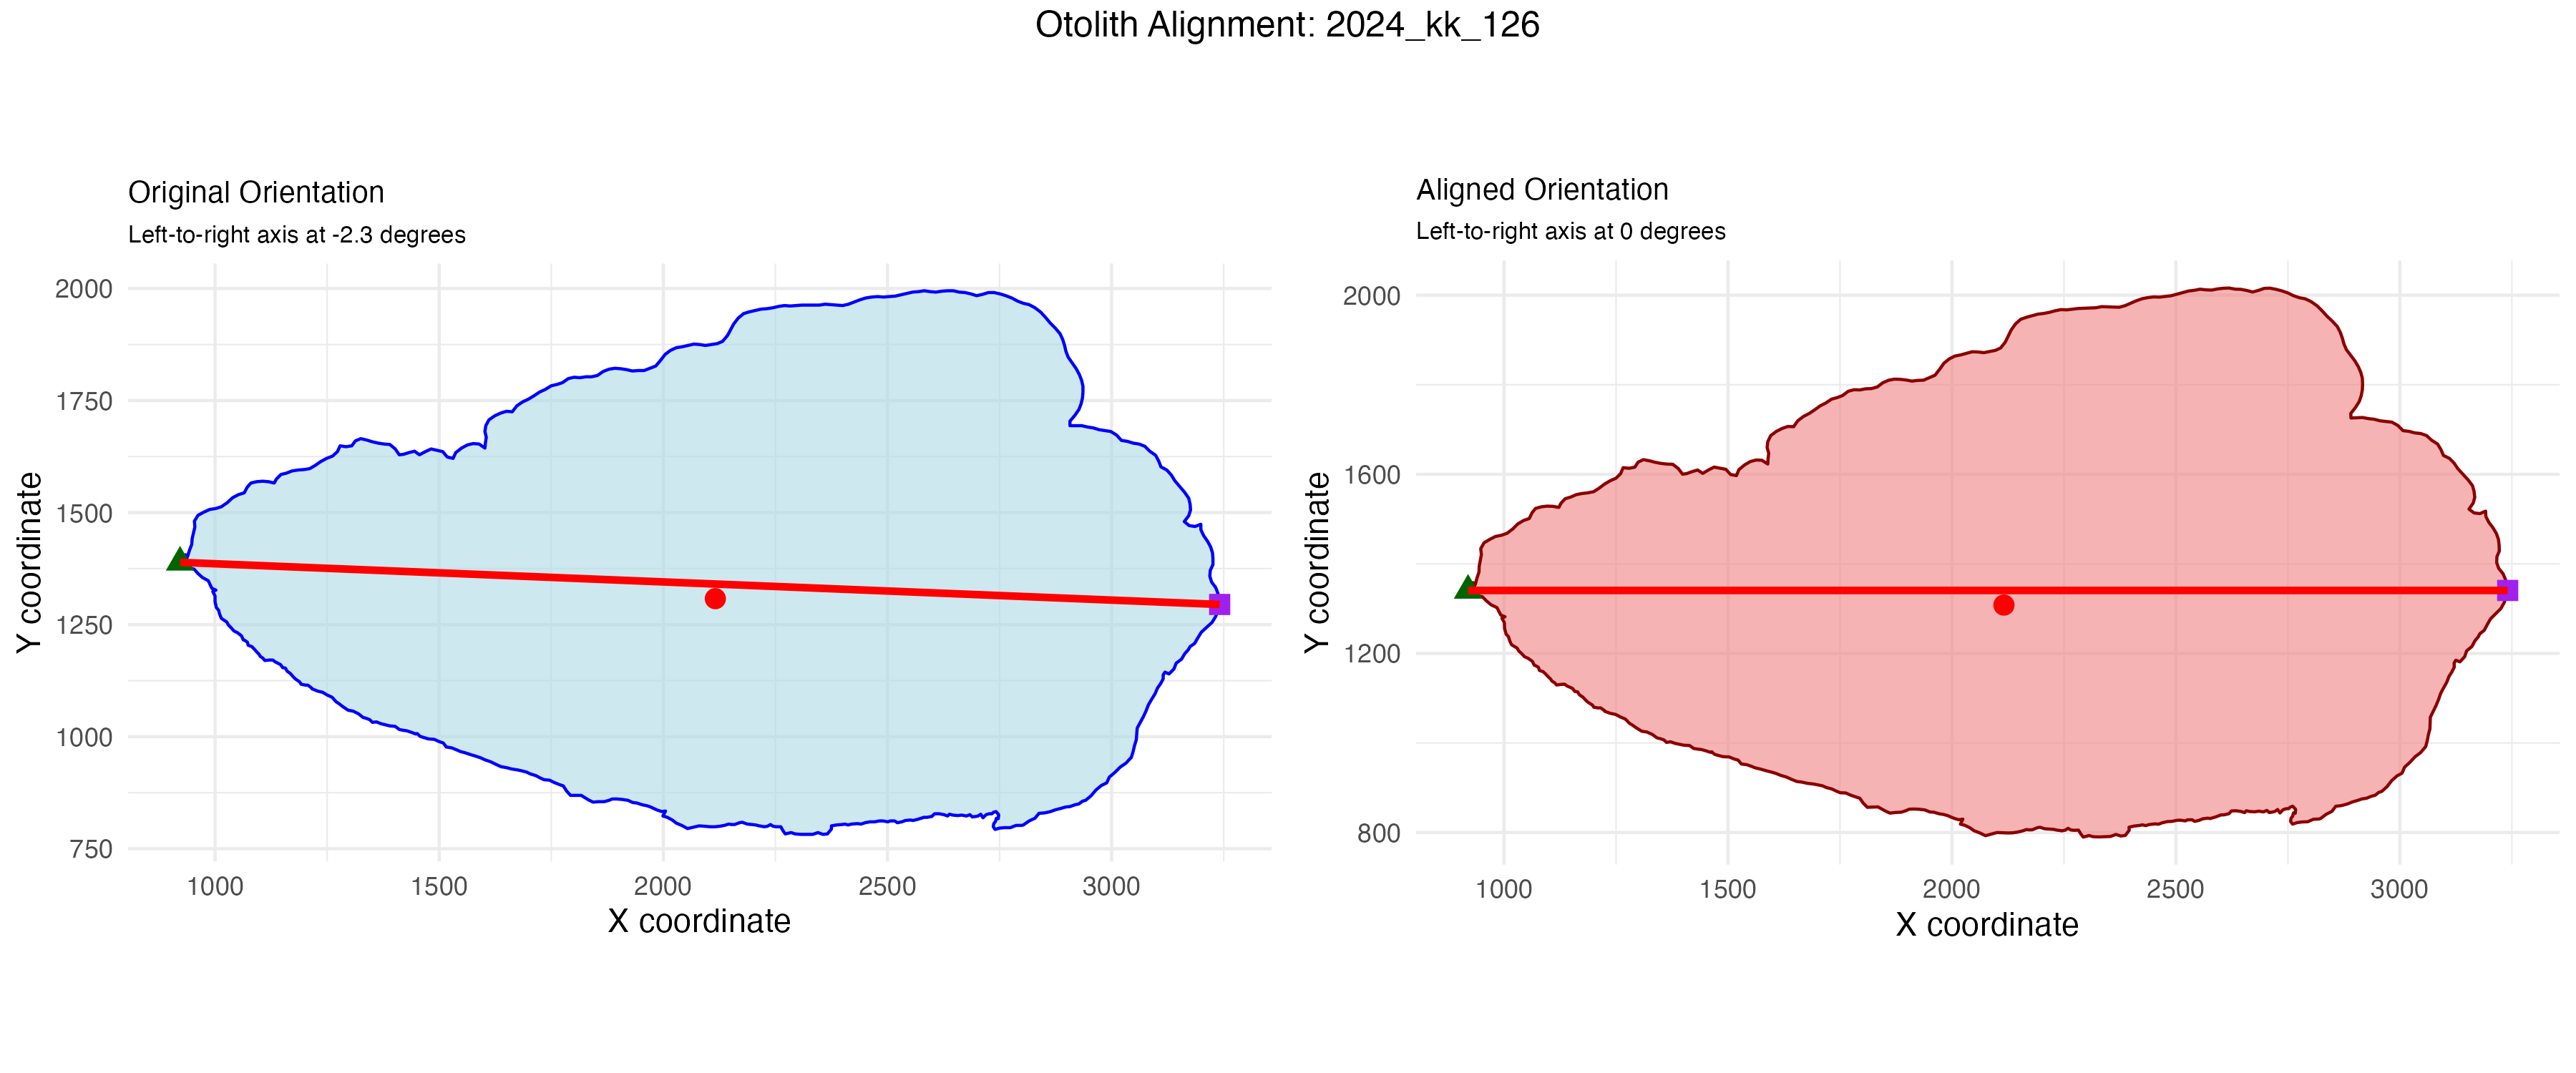 Otolith Alignment: 2024_kk_126
Original Orientation
Left-to-right axis at -2.3 degrees
2000
1750
1500
1250
1000
750
Y coordinate
1000 1500 2000 2500 3000
X coordinate
Aligned Orientation
Left-to-right axis at 0 degrees
2000
1600
1200
800
Y coordinate
1000 1500 2000 2500 3000
X coordinate